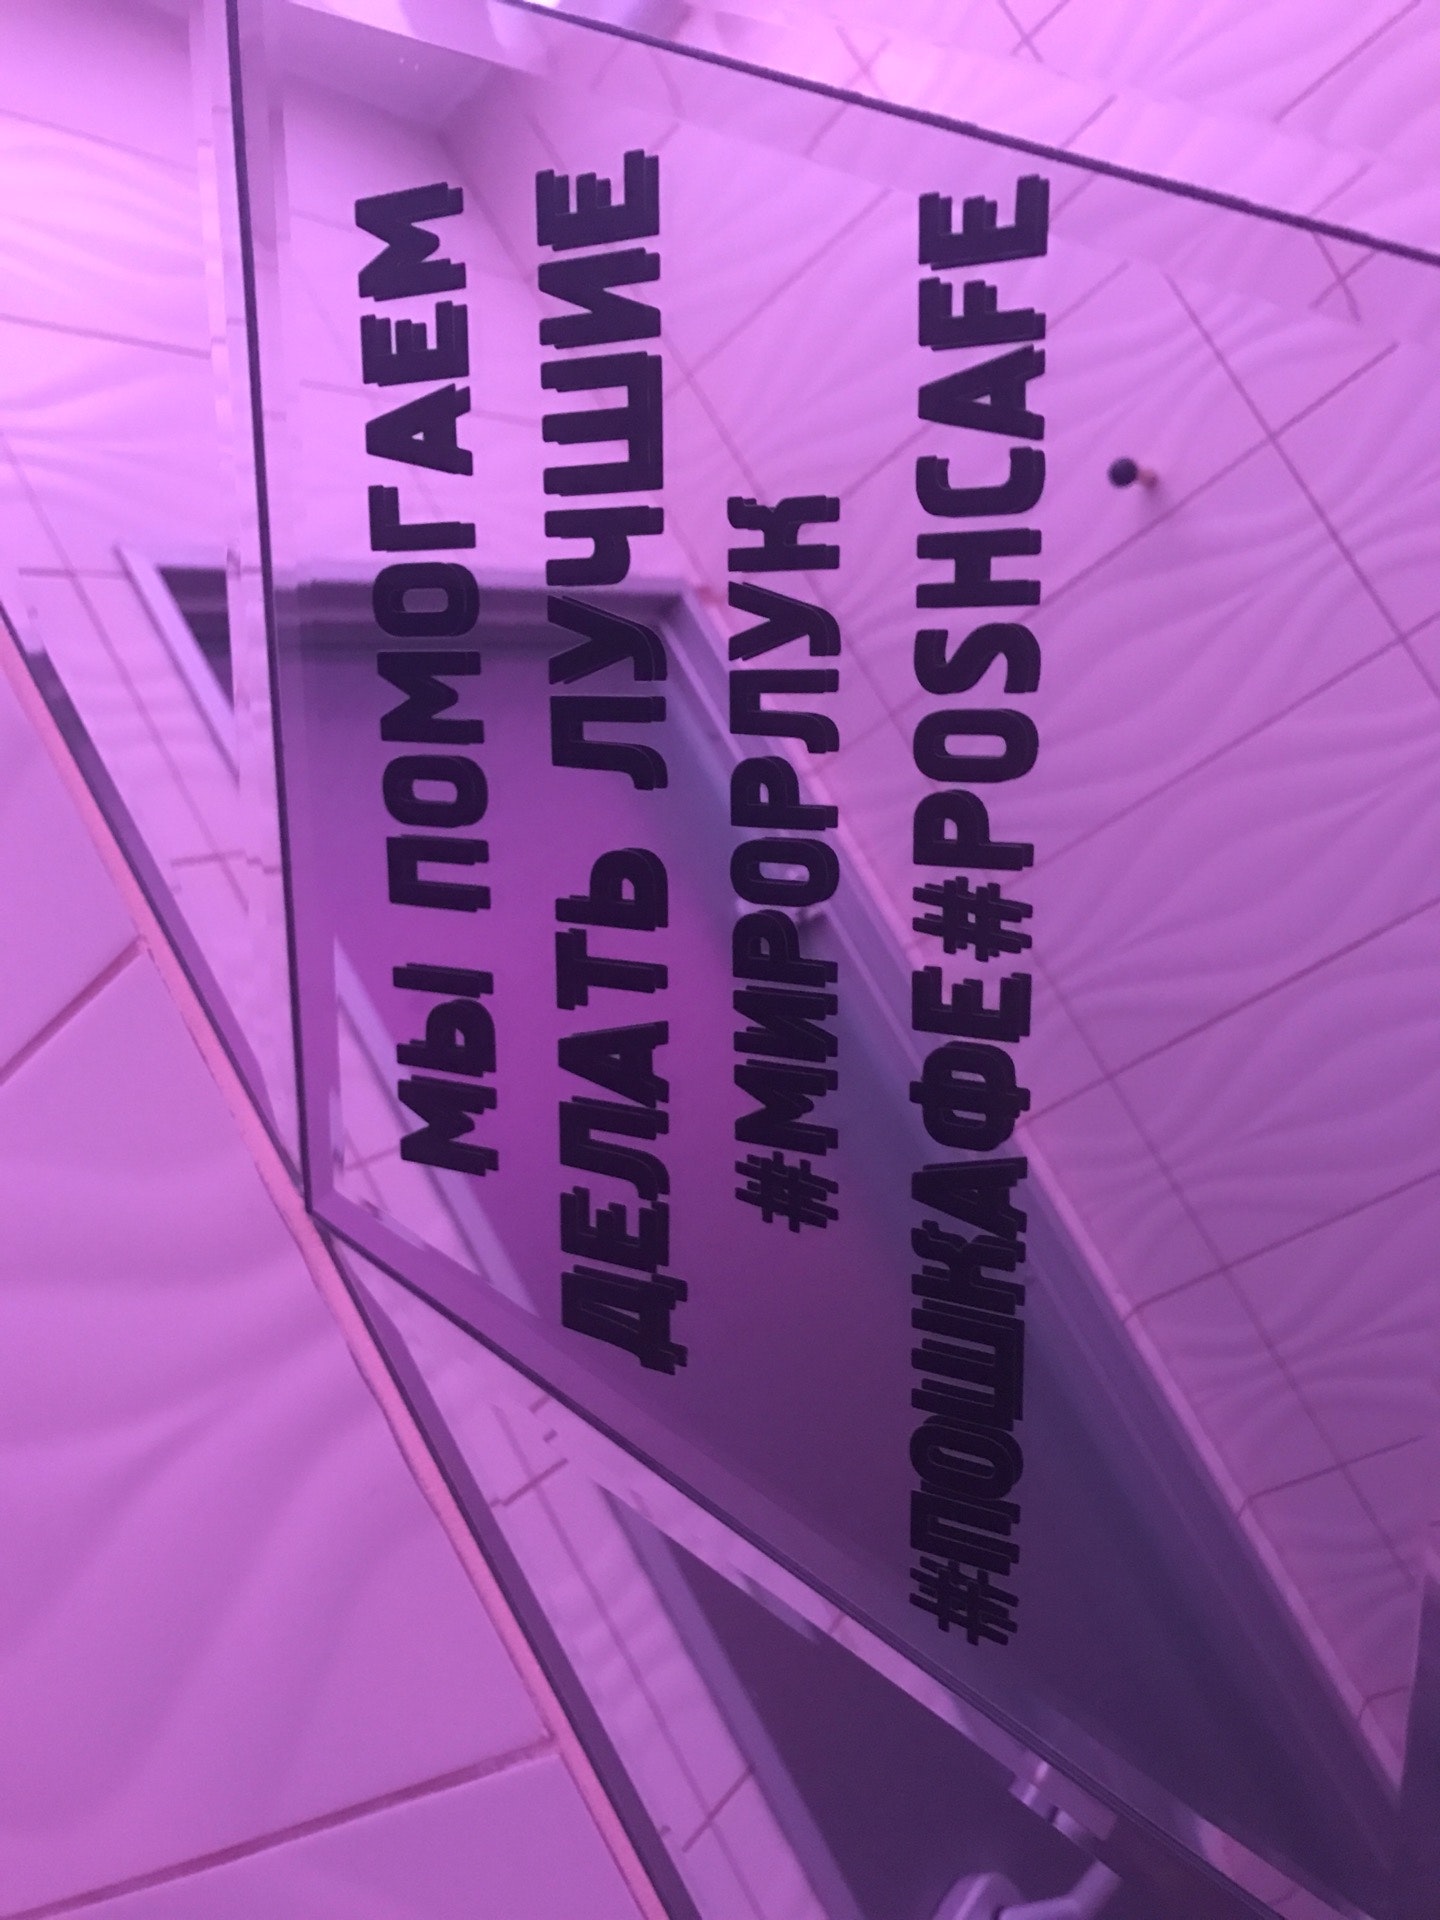 МЫ ПОМОГАЕМ
ДЕЛАТЬ ЛУЧШИЕ
#МИРОРЛУК
#ПОШКАФЕ#POSHCAFE